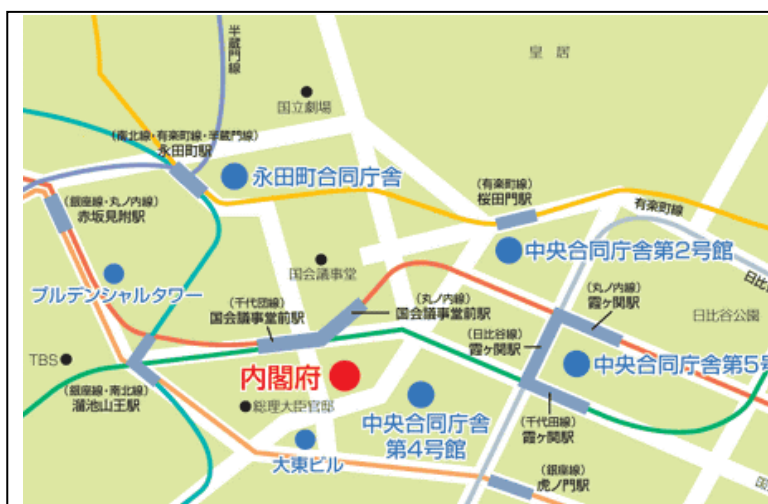 半蔵門線
皇居
国立劇場
(南北線・有楽町線・半蔵門線)
永田町駅
永田町合同庁舎
(有楽町線)
桜田門駅
有楽町線
(銀座線・丸ノ内線)
赤坂見附駅
中央合同庁舎第2号館
国会議事堂
プルデンシャルタワー
(千代田線)
国会議事堂前駅
(丸ノ内線)
国会議事堂前駅
(丸ノ内線)
霞ヶ関駅
日比谷
日比谷公園
(日比谷線)
霞ヶ関駅
TBS
内閣府
中央合同庁舎第5号
(銀座線・南北線)
溜池山王駅
総理大臣官邸
中央合同庁舎
第4号館
(千代田線)
霞ヶ関駅
大東ビル
(銀座線)
虎ノ門駅
国